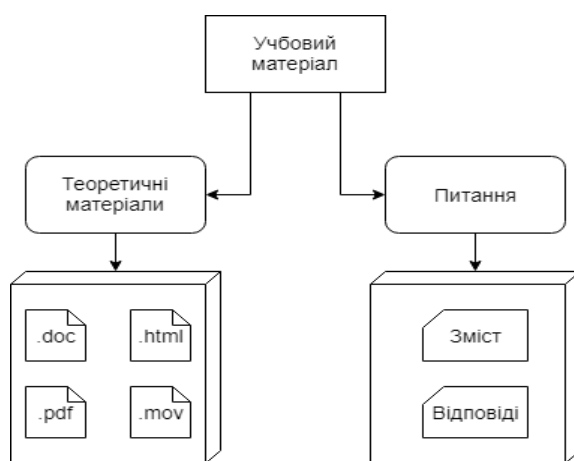 Учбовий
матеріал
Теоретичні
матеріали
Питання
.doc
.html
.pdf
.mov
Зміст
Відповіді